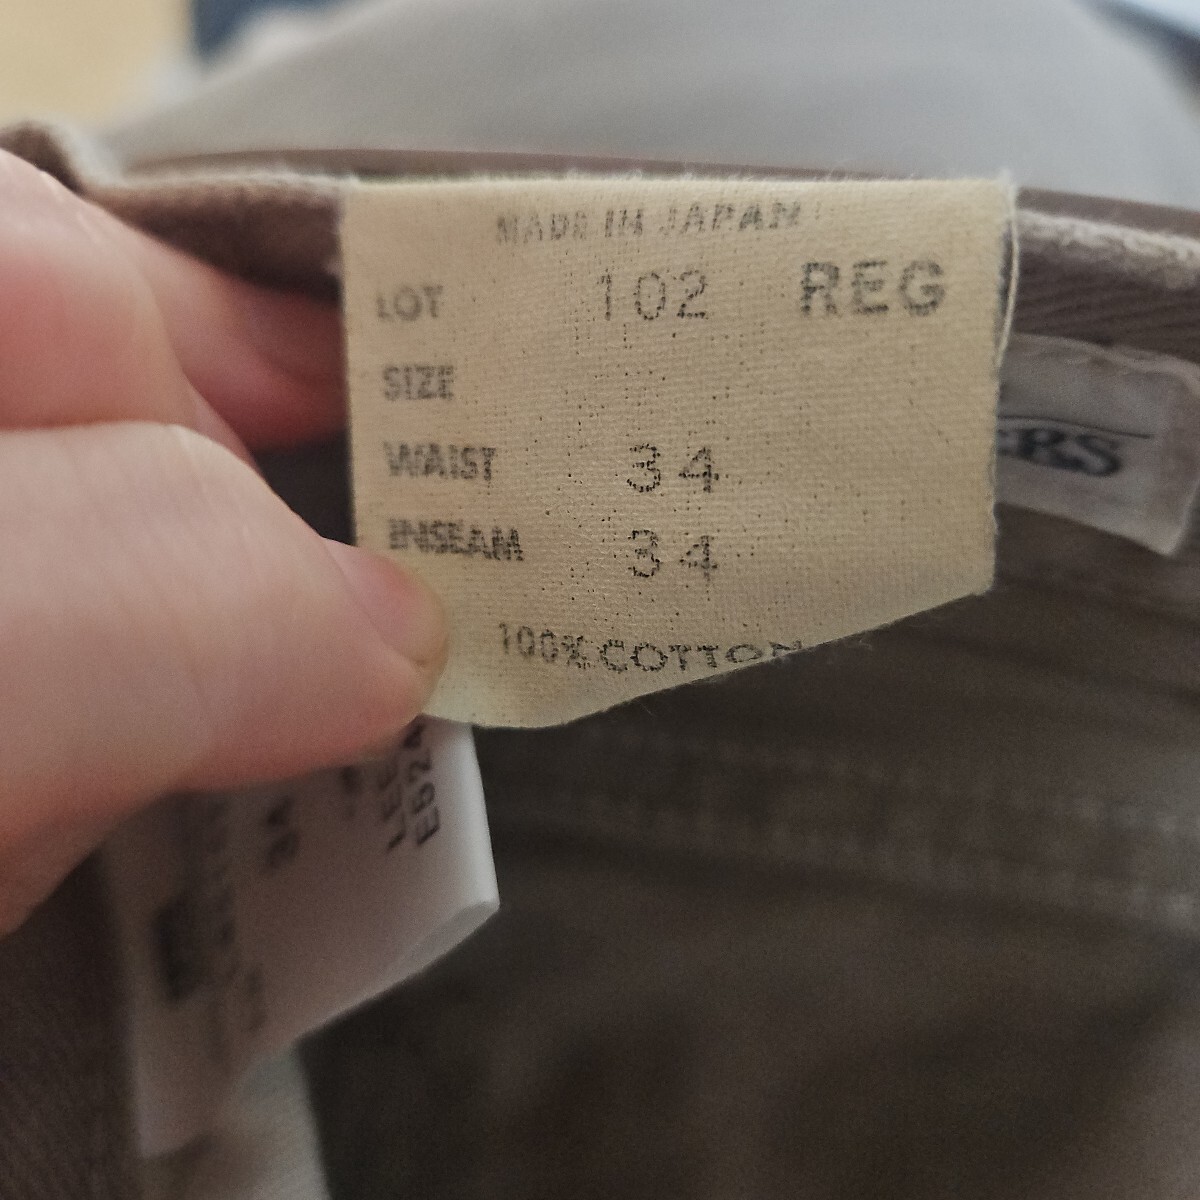 MADE IN JAPAN
LOT 102 REG
SIZE
WAIST 34
INSEAM 34
100% COTTON